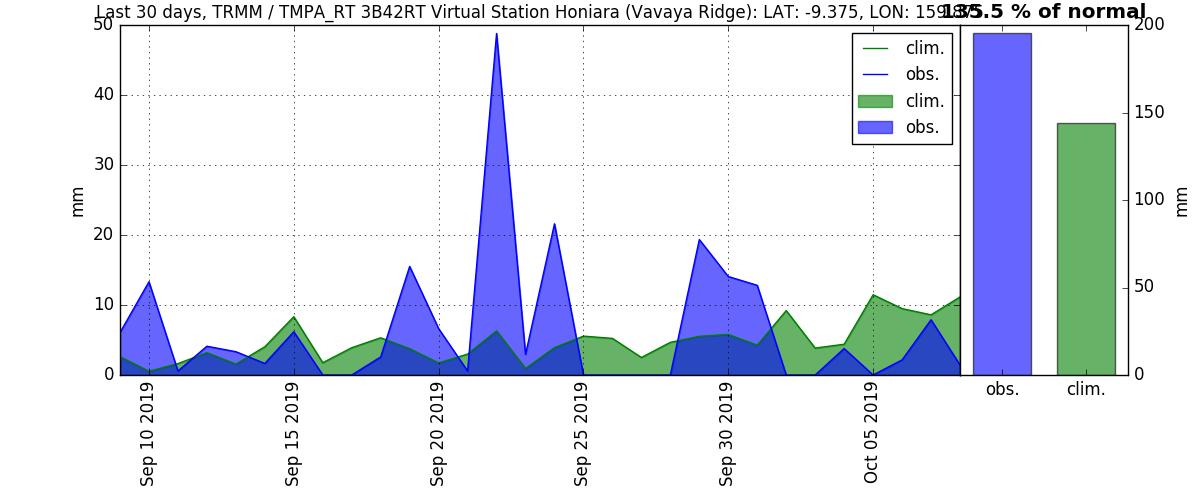 Last 30 days, TRMM / TMPA_RT 3B42RT Virtual Station Honiara (Vavaya Ridge): LAT: -9.375, LON:
135.5 % of normal
50
40
30
20
10
0
mm
clim.
obs.
clim.
obs.
200
150
100
50
0
mm
obs.
clim.
Sep 10 2019
Sep 15 2019
Sep 20 2019
Sep 25 2019
Sep 30 2019
Oct 05 2019